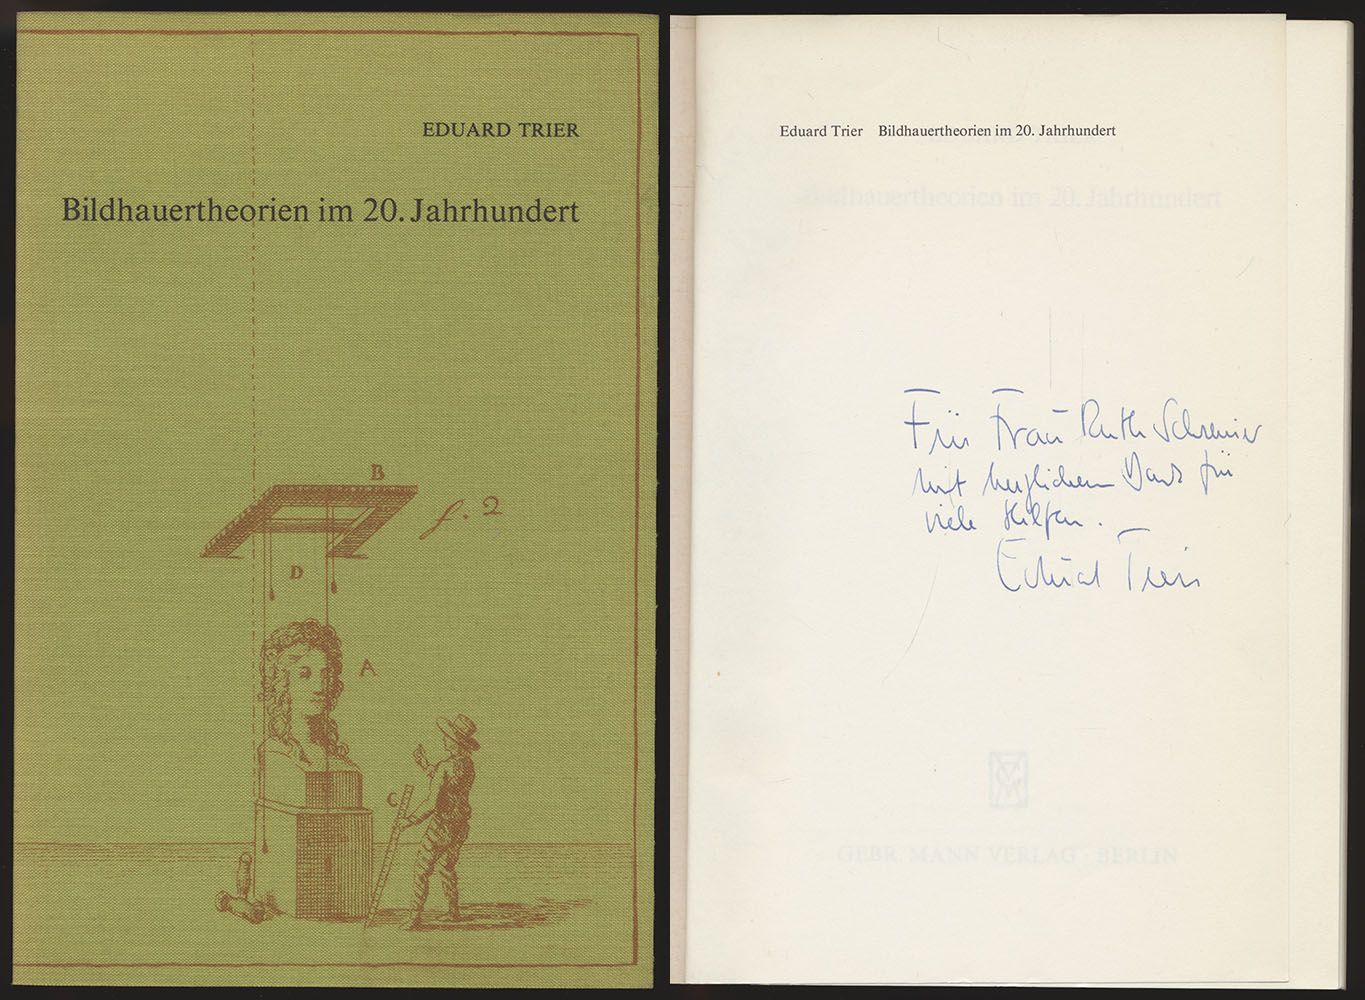 EDUARD TRIER
Bildhauertheorien im 20. Jahrhundert
B
f. 2
D
A
C
Eduard Trier Bildhauertheorien im 20. Jahrhundert
Bildhauertheorien im 20. Jahrhundert
GEBR. MANN VERLAG · BERLIN
Für Frau Ruth Schreiner
mit herzlichem Dank für
viele Hilfen.
Eduard Trier